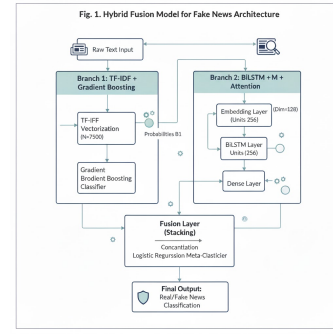 Fig. 1. Hybrid Fusion Model for Fake News Architecture
Raw Text Input
Branch 1: TF-IDF +
Gradient Boosting
TF-IFF
Vectorization
(N=7500)
Probabilities B1
Gradient
Brodient Boosting
Classifier
Branch 2: BiLSTM + M +
Attention
Embedding Layer
(Units 256)
(Dim=128)
BiLSTM Layer
Units (256)
Dense Layer
Fusion Layer
(Stacking)
Concantiation
Logistic Regurssion Meta-Clasticier
Final Output:
Real/Fake News
Classification